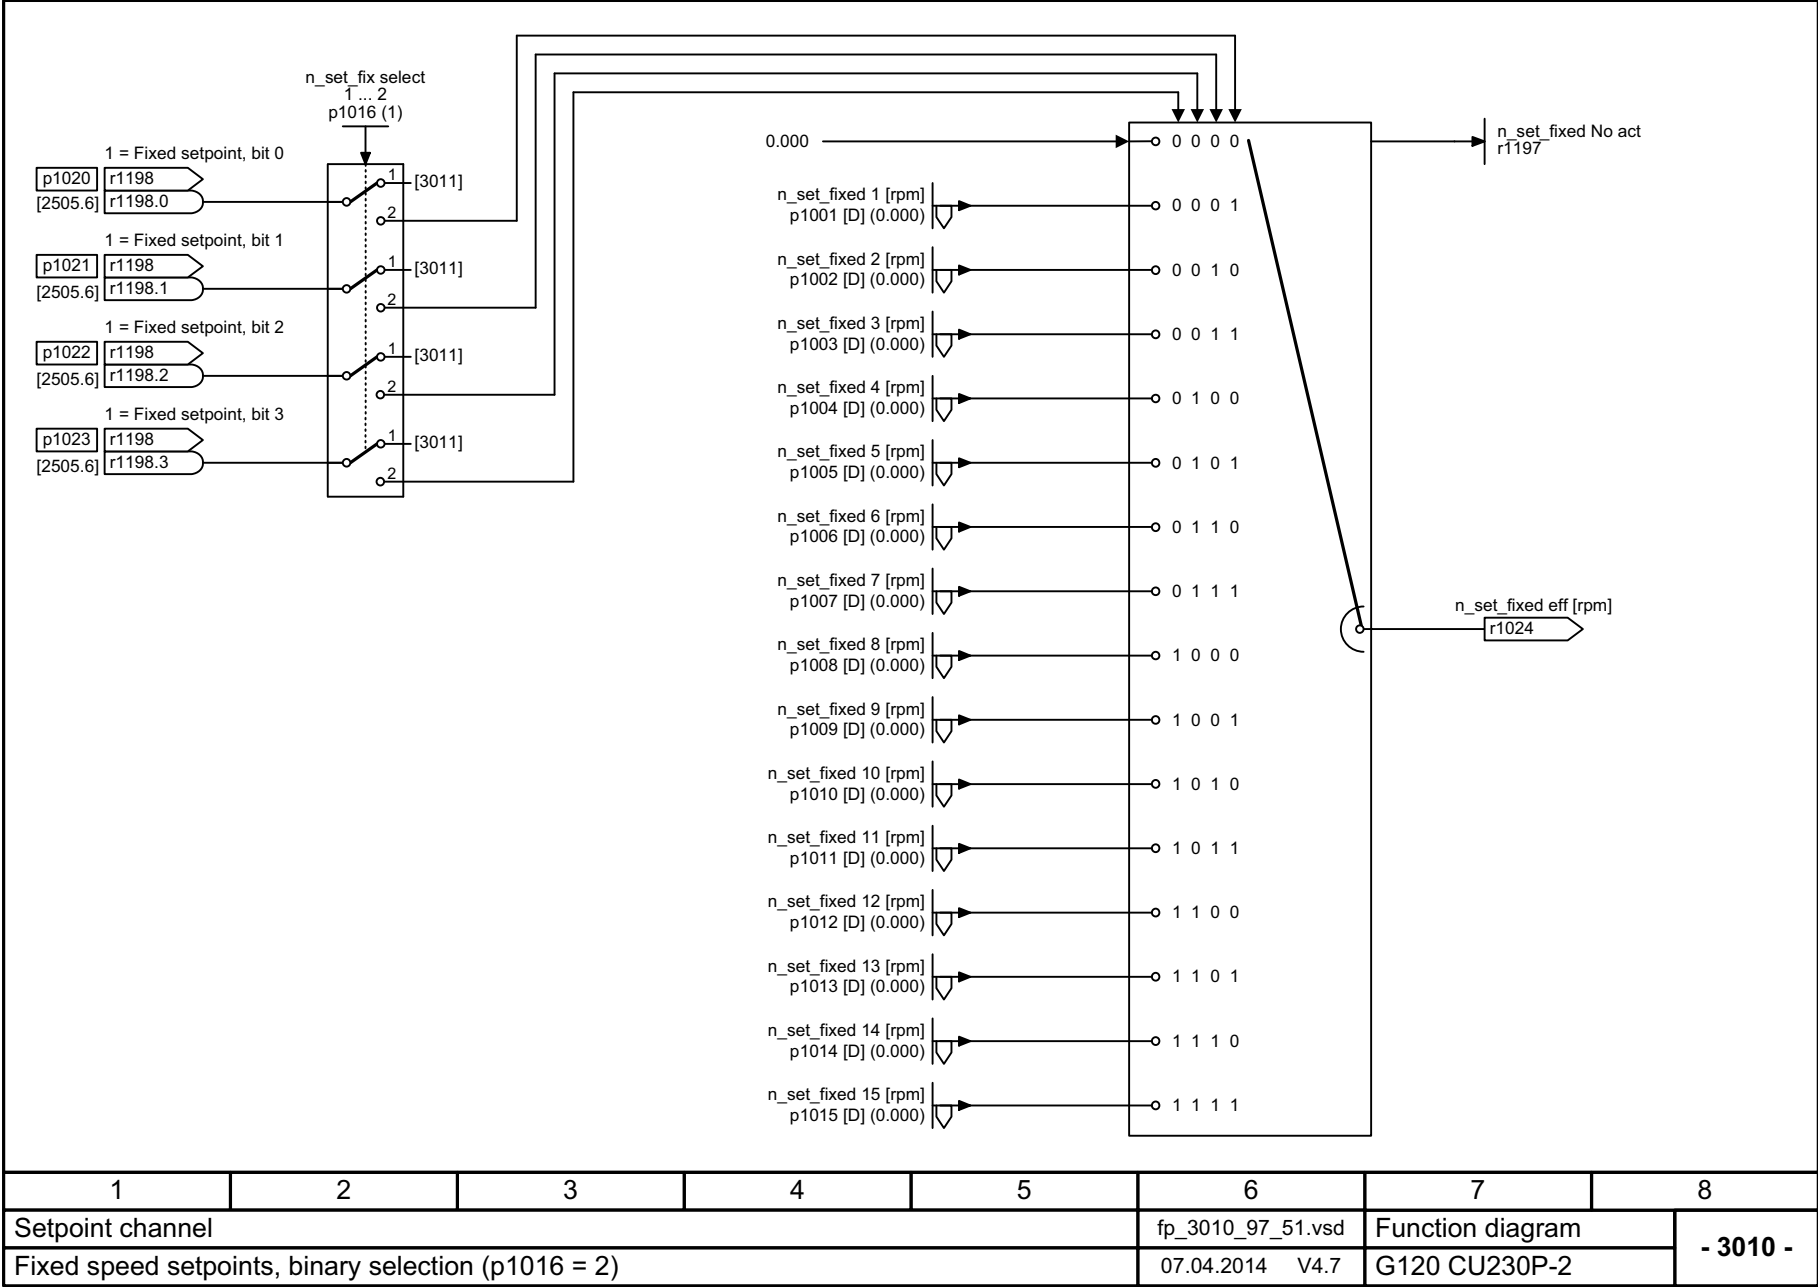 n_set_fix select
1 ... 2
p1016 (1)
1 = Fixed setpoint, bit 0
p1020 r1198
[2505.6] r1198.0
1 [3011]
2
1 = Fixed setpoint, bit 1
p1021 r1198
[2505.6] r1198.1
1 [3011]
2
1 = Fixed setpoint, bit 2
p1022 r1198
[2505.6] r1198.2
1 [3011]
2
1 = Fixed setpoint, bit 3
p1023 r1198
[2505.6] r1198.3
1 [3011]
2
0.000 0 0 0 0
n_set_fixed 1 [rpm]
p1001 [D] (0.000) 0 0 0 1
n_set_fixed 2 [rpm]
p1002 [D] (0.000) 0 0 1 0
n_set_fixed 3 [rpm]
p1003 [D] (0.000) 0 0 1 1
n_set_fixed 4 [rpm]
p1004 [D] (0.000) 0 1 0 0
n_set_fixed 5 [rpm]
p1005 [D] (0.000) 0 1 0 1
n_set_fixed 6 [rpm]
p1006 [D] (0.000) 0 1 1 0
n_set_fixed 7 [rpm]
p1007 [D] (0.000) 0 1 1 1
n_set_fixed 8 [rpm]
p1008 [D] (0.000) 1 0 0 0
n_set_fixed 9 [rpm]
p1009 [D] (0.000) 1 0 0 1
n_set_fixed 10 [rpm]
p1010 [D] (0.000) 1 0 1 0
n_set_fixed 11 [rpm]
p1011 [D] (0.000) 1 0 1 1
n_set_fixed 12 [rpm]
p1012 [D] (0.000) 1 1 0 0
n_set_fixed 13 [rpm]
p1013 [D] (0.000) 1 1 0 1
n_set_fixed 14 [rpm]
p1014 [D] (0.000) 1 1 1 0
n_set_fixed 15 [rpm]
p1015 [D] (0.000) 1 1 1 1
n_set_fixed No act
r1197
n_set_fixed eff [rpm]
r1024
1 2 3 4 5 6 7 8
Setpoint channel fp_3010_97_51.vsd Function diagram
- 3010 -
Fixed speed setpoints, binary selection (p1016 = 2) 07.04.2014 V4.7 G120 CU230P-2